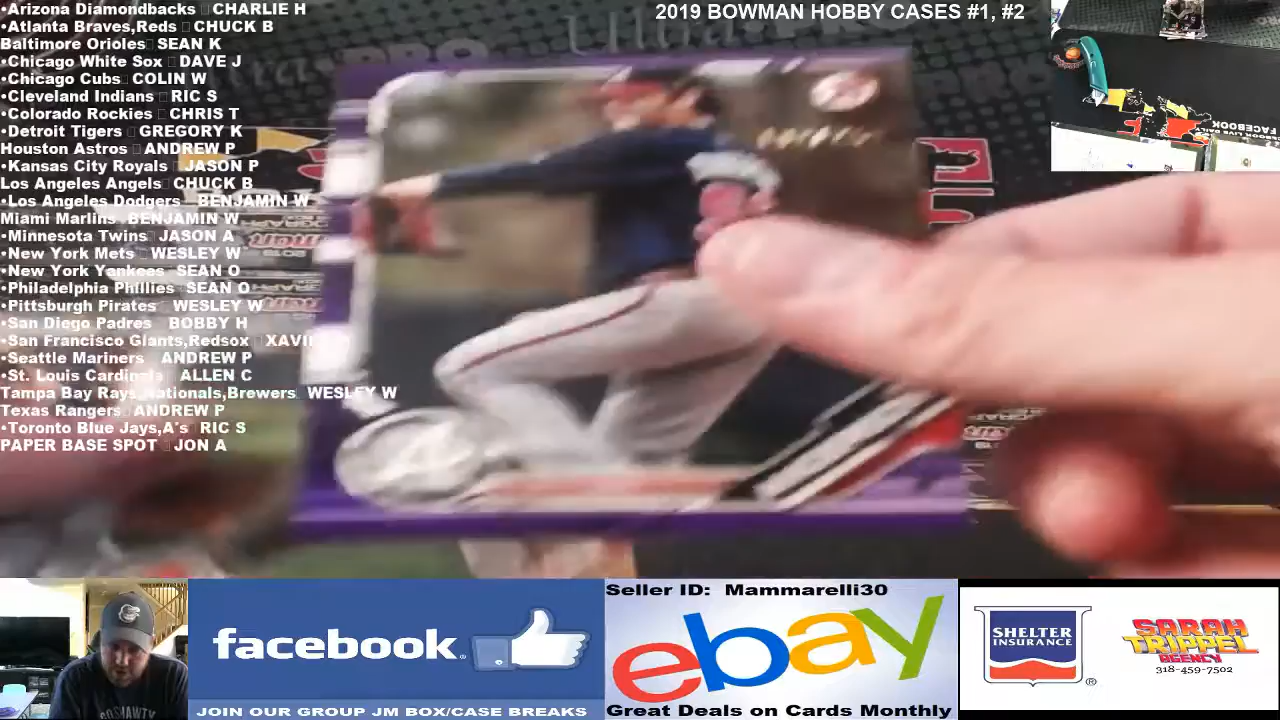 •Arizona Diamondbacks CHARLIE H
•Atlanta Braves,Reds CHUCK B
Baltimore Orioles SEAN K
•Chicago White Sox DAVE J
•Chicago Cubs COLIN W
•Cleveland Indians RIC S
•Colorado Rockies CHRIS T
•Detroit Tigers GREGORY K
Houston Astros ANDREW P
•Kansas City Royals JASON P
Los Angeles Angels CHUCK B
•Los Angeles Dodgers BENJAMIN W
Miami Marlins BENJAMIN W
•Minnesota Twins JASON A
•New York Mets WESLEY W
•New York Yankees SEAN O
•Philadelphia Phillies SEAN O
•Pittsburgh Pirates WESLEY W
•San Diego Padres BOBBY H
•San Francisco Giants,Redsox
•Seattle Mariners ANDREW P
•St. Louis Cardinals ALLEN C
Tampa Bay Rays,Nationals,Brewers WESLEY W
Texas Rangers ANDREW P
•Toronto Blue Jays,A's RIC S
PAPER BASE SPOT JON A
2019 BOWMAN HOBBY CASES #1, #2
FACEBOOK
facebook
JOIN OUR GROUP JM BOX/CASE BREAKS
Seller ID: Mammarelli30
ebay
Great Deals on Cards Monthly
SHELTER
INSURANCE
®
SARAH
TRIPPEL
AGENCY
318-459-7502